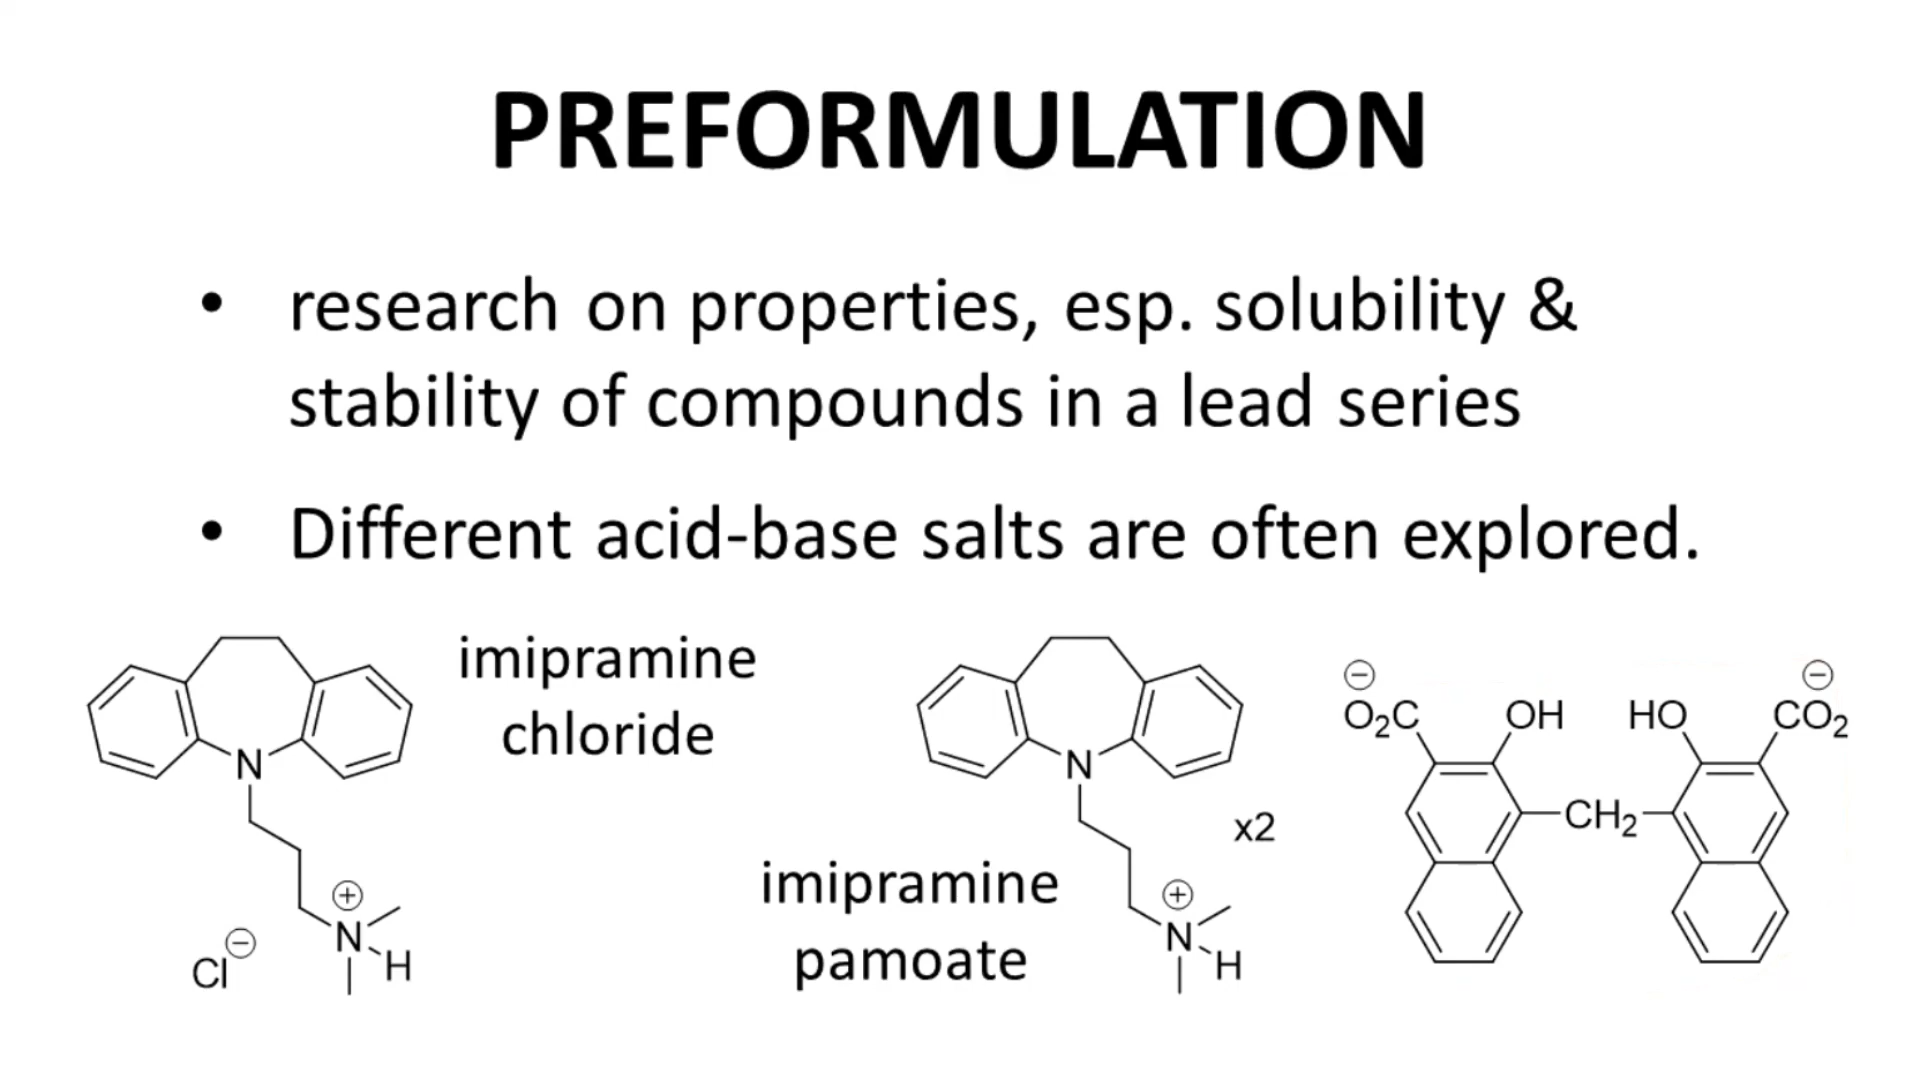 PREFORMULATION
• research on properties, esp. solubility &
stability of compounds in a lead series
• Different acid-base salts are often explored.
imipramine
chloride
N
⊕
N
H
Cl
⊖
imipramine
pamoate
N
x2
⊕
N
H
⊖
O₂C
OH
HO
⊖
CO₂
CH₂